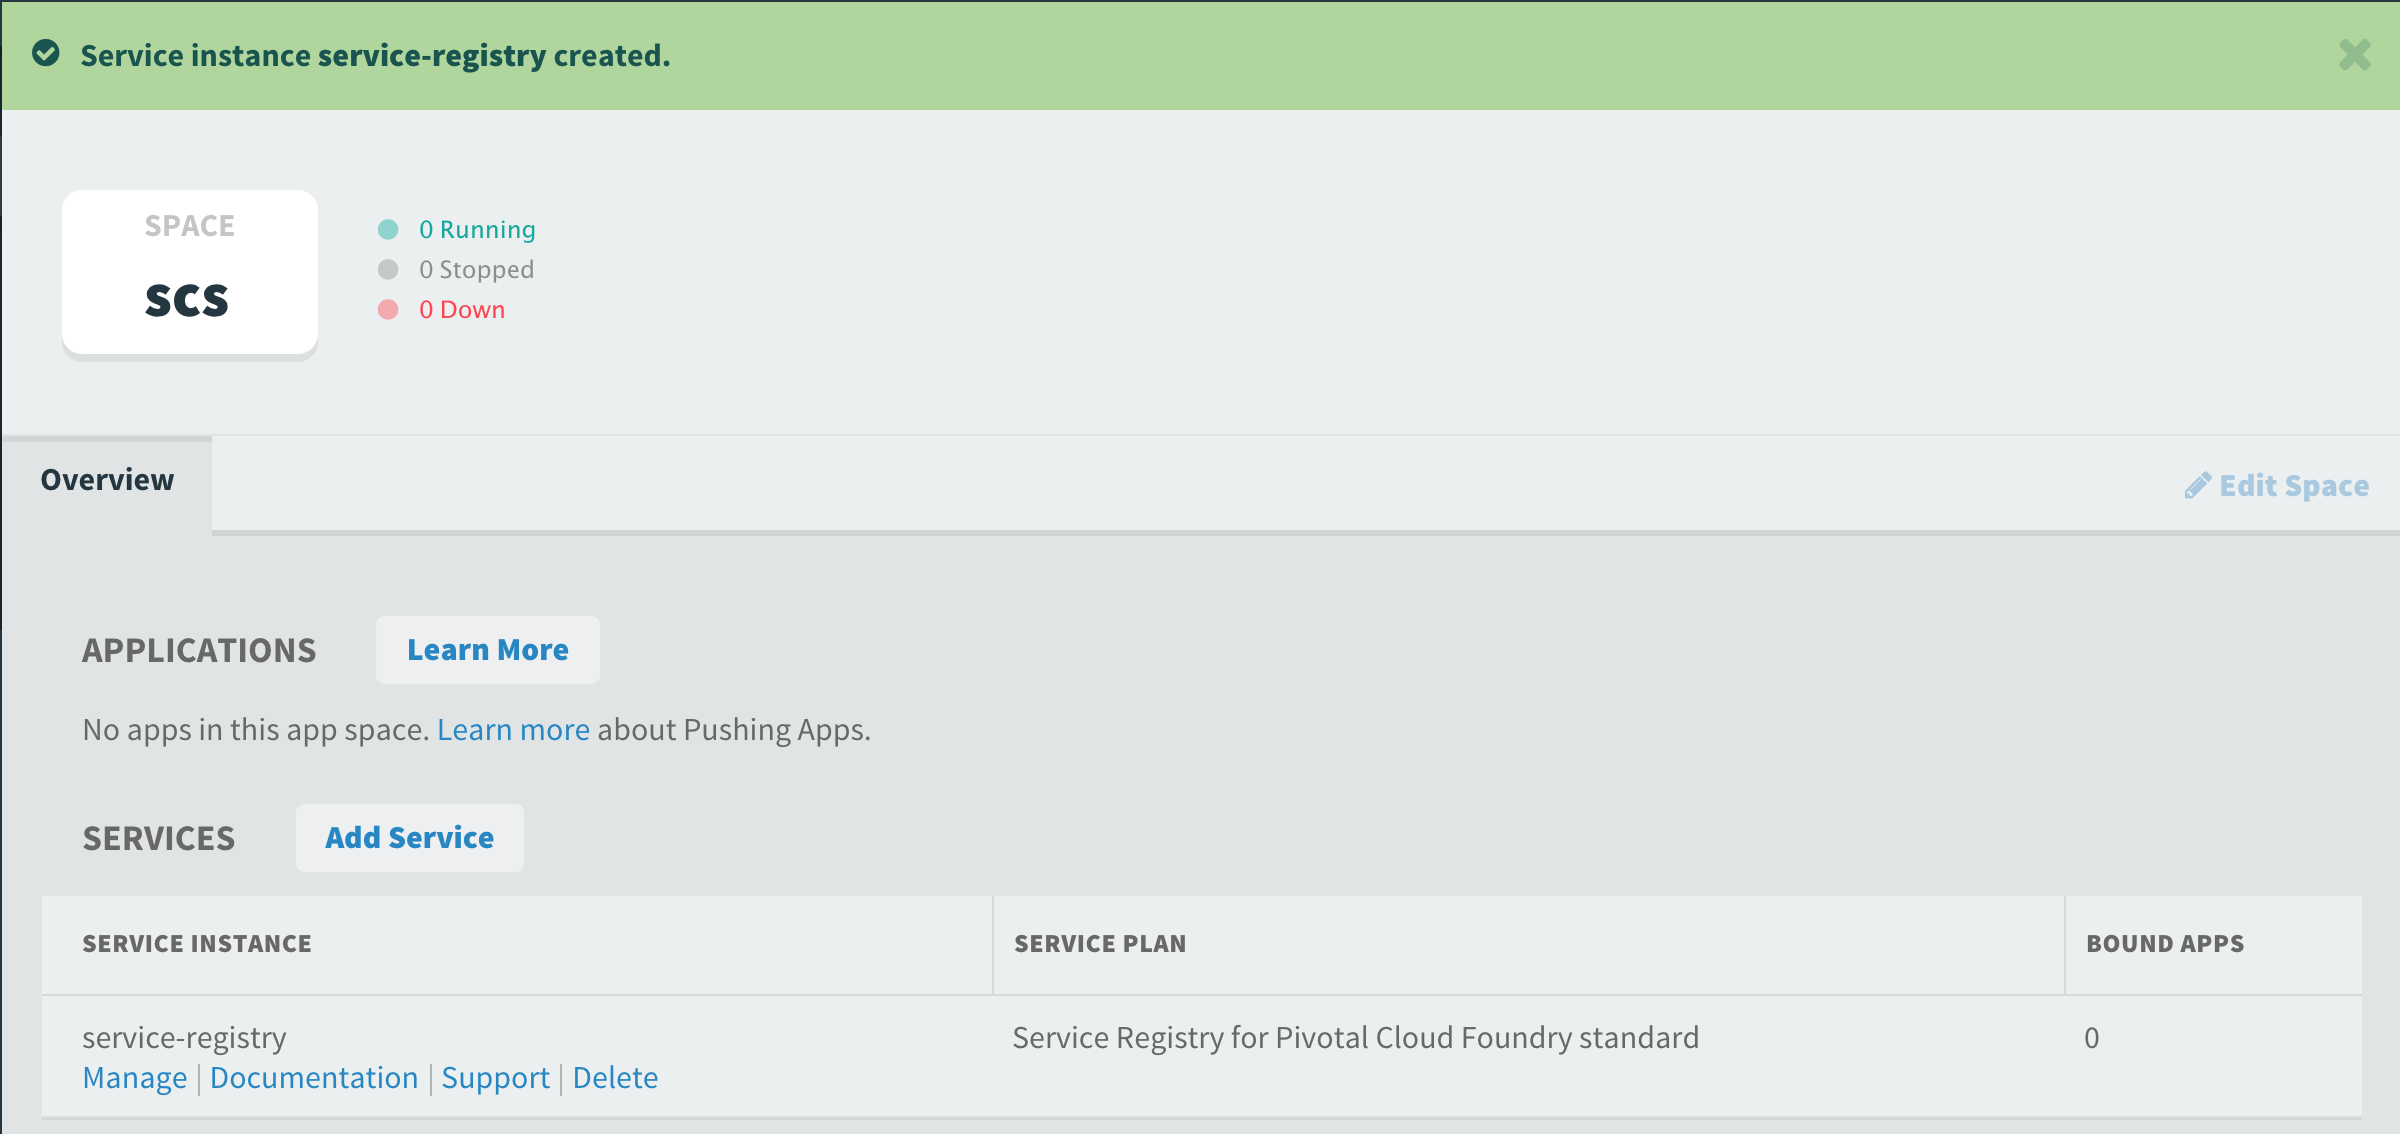 Service instance service-registry created.
SPACE
scs
0 Running
0 Stopped
0 Down
Overview
Edit Space
APPLICATIONS
Learn More
No apps in this app space. Learn more about Pushing Apps.
SERVICES
Add Service
SERVICE INSTANCE
SERVICE PLAN
BOUND APPS
service-registry
Service Registry for Pivotal Cloud Foundry standard
0
Manage | Documentation | Support | Delete